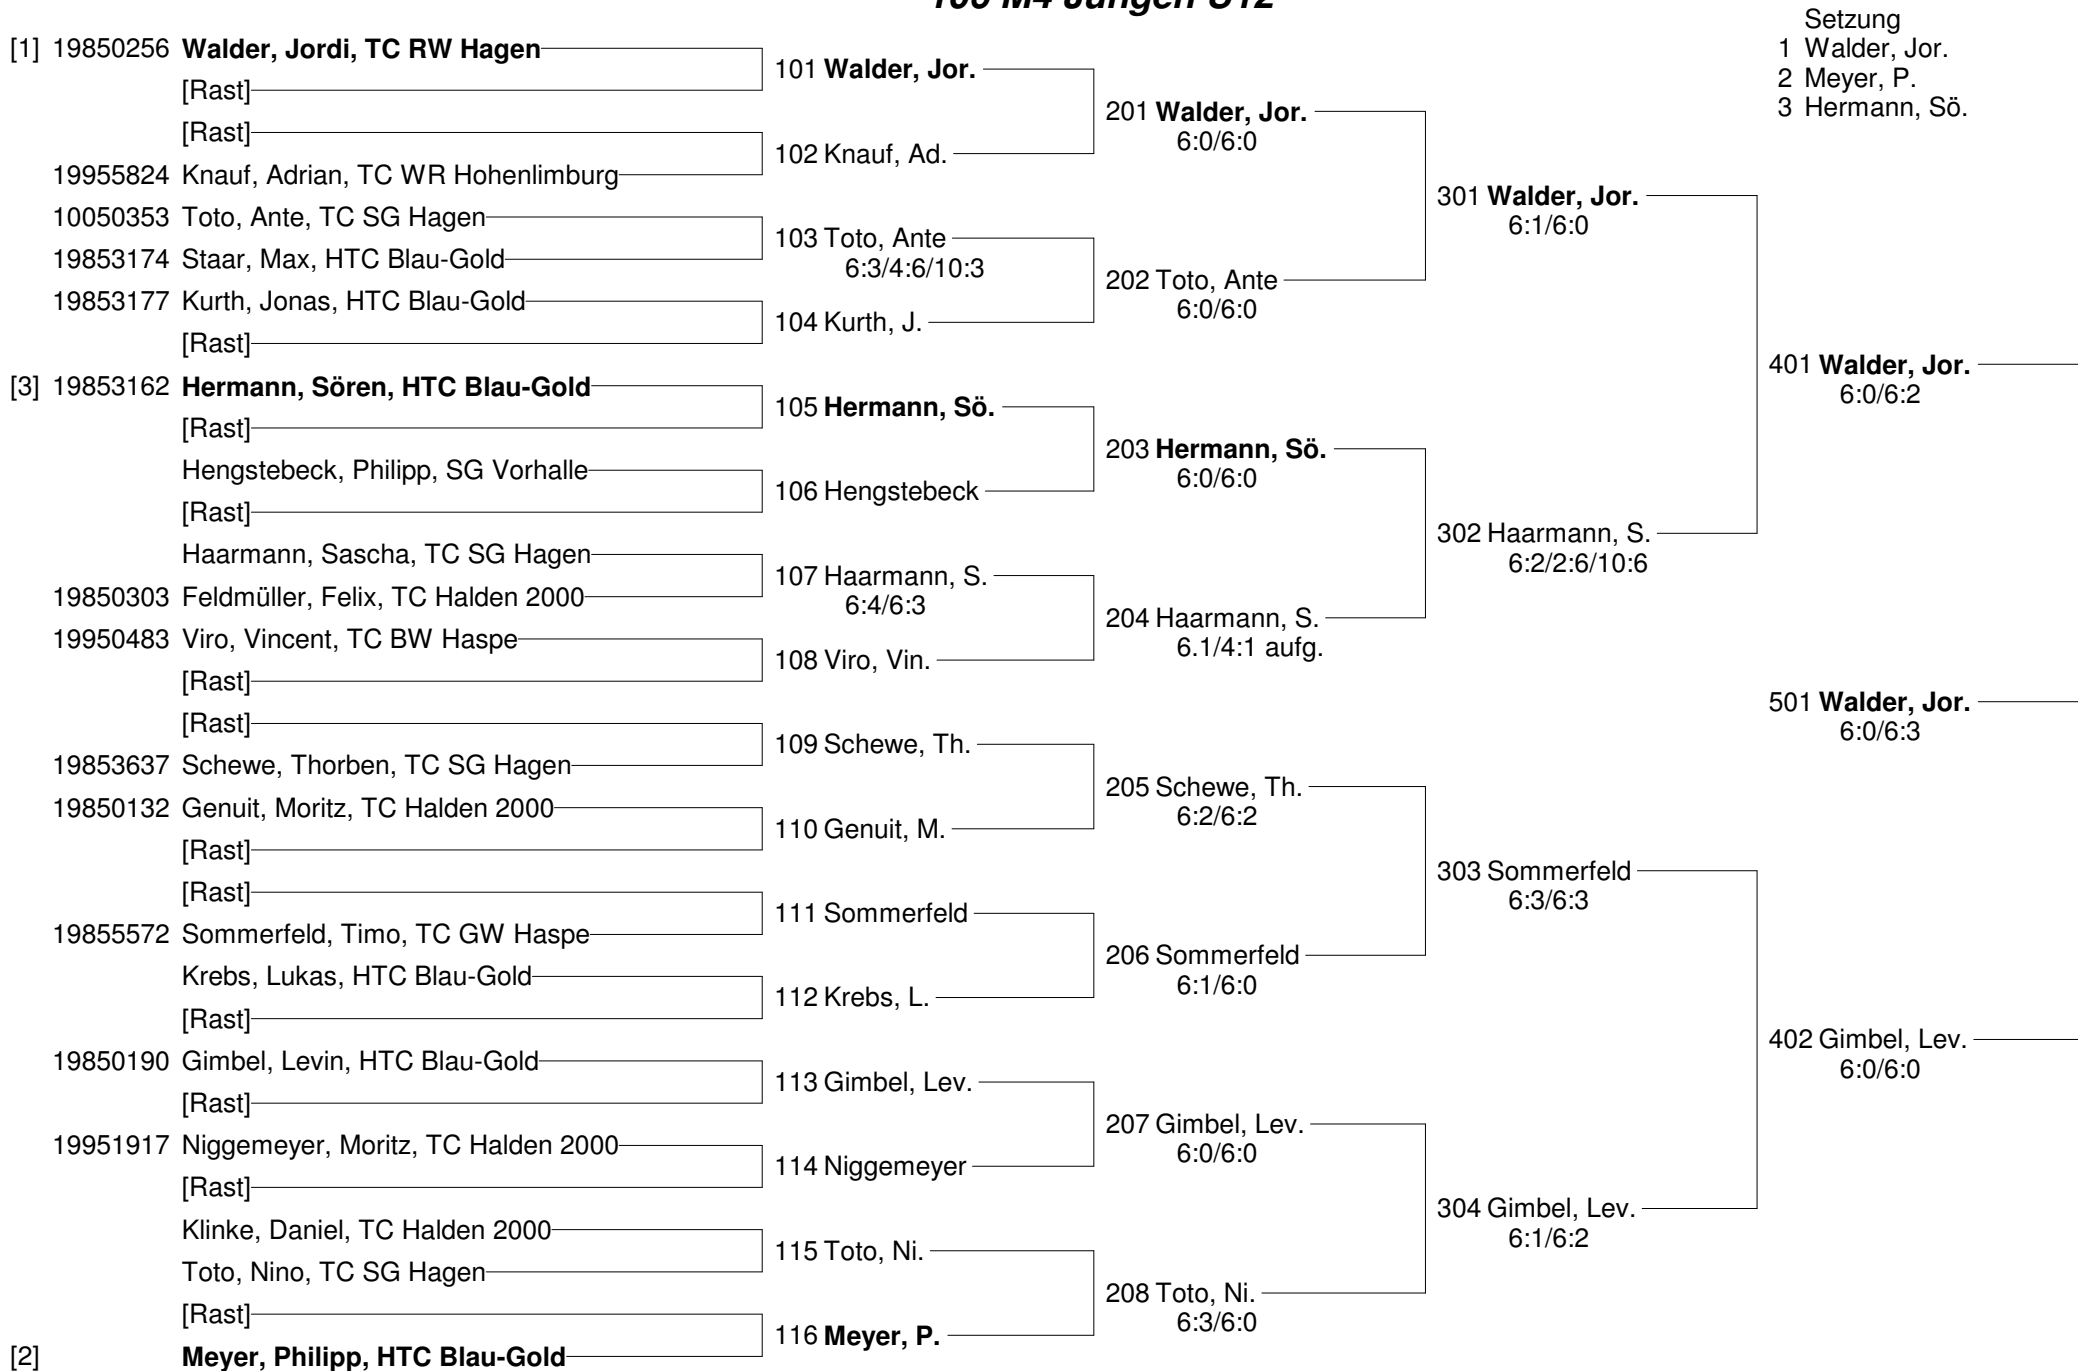 100 M4 Jungen U12
Setzung
1 Walder, Jor.
2 Meyer, P.
3 Hermann, Sö.
[1] 19850256 Walder, Jordi, TC RW Hagen
[Rast]
[Rast]
19955824 Knauf, Adrian, TC WR Hohenlimburg
10050353 Toto, Ante, TC SG Hagen
19853174 Staar, Max, HTC Blau-Gold
19853177 Kurth, Jonas, HTC Blau-Gold
[Rast]
[3] 19853162 Hermann, Sören, HTC Blau-Gold
[Rast]
Hengstebeck, Philipp, SG Vorhalle
[Rast]
Haarmann, Sascha, TC SG Hagen
19850303 Feldmüller, Felix, TC Halden 2000
19950483 Viro, Vincent, TC BW Haspe
[Rast]
[Rast]
19853637 Schewe, Thorben, TC SG Hagen
19850132 Genuit, Moritz, TC Halden 2000
[Rast]
[Rast]
19855572 Sommerfeld, Timo, TC GW Haspe
Krebs, Lukas, HTC Blau-Gold
[Rast]
19850190 Gimbel, Levin, HTC Blau-Gold
[Rast]
19951917 Niggemeyer, Moritz, TC Halden 2000
[Rast]
Klinke, Daniel, TC Halden 2000
Toto, Nino, TC SG Hagen
[Rast]
[2] Meyer, Philipp, HTC Blau-Gold
101 Walder, Jor.
102 Knauf, Ad.
103 Toto, Ante
6:3/4:6/10:3
104 Kurth, J.
105 Hermann, Sö.
106 Hengstebeck
107 Haarmann, S.
6:4/6:3
108 Viro, Vin.
109 Schewe, Th.
110 Genuit, M.
111 Sommerfeld
112 Krebs, L.
113 Gimbel, Lev.
114 Niggemeyer
115 Toto, Ni.
116 Meyer, P.
201 Walder, Jor.
6:0/6:0
202 Toto, Ante
6:0/6:0
203 Hermann, Sö.
6:0/6:0
204 Haarmann, S.
6.1/4:1 aufg.
205 Schewe, Th.
6:2/6:2
206 Sommerfeld
6:1/6:0
207 Gimbel, Lev.
6:0/6:0
208 Toto, Ni.
6:3/6:0
301 Walder, Jor.
6:1/6:0
302 Haarmann, S.
6:2/2:6/10:6
303 Sommerfeld
6:3/6:3
304 Gimbel, Lev.
6:1/6:2
401 Walder, Jor.
6:0/6:2
501 Walder, Jor.
6:0/6:3
402 Gimbel, Lev.
6:0/6:0